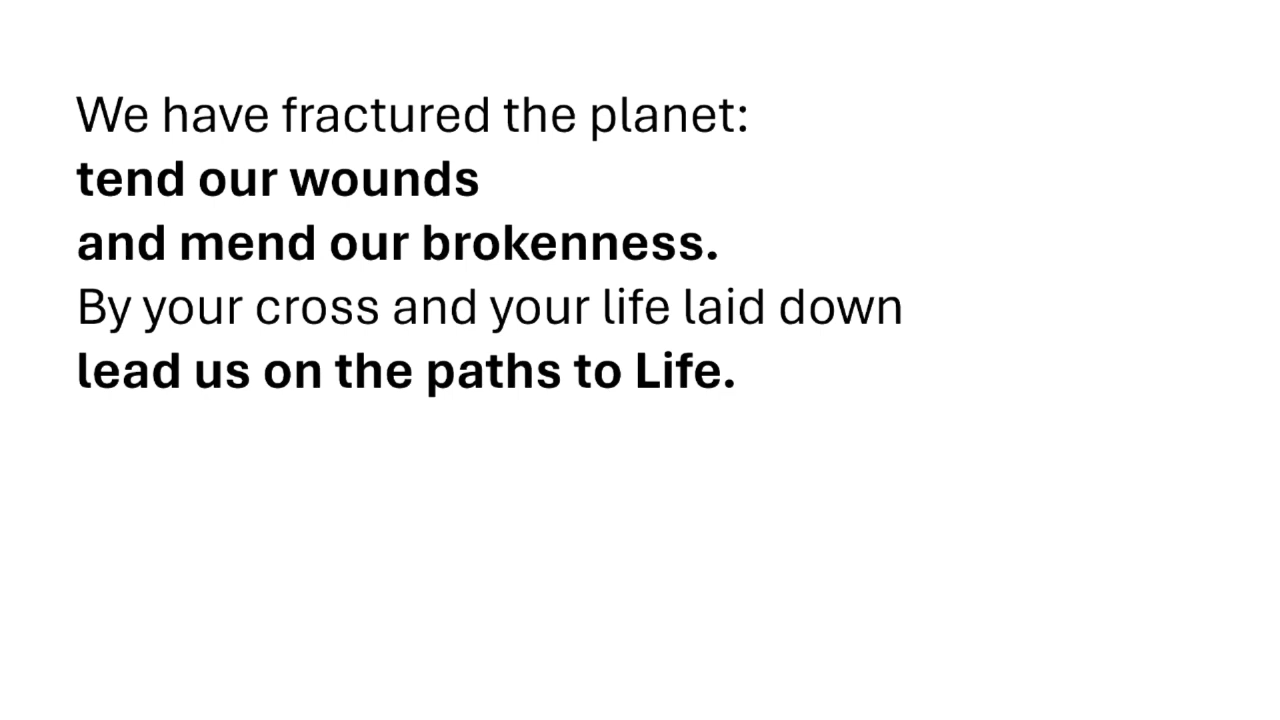 We have fractured the planet:
tend our wounds
and mend our brokenness.
By your cross and your life laid down
lead us on the paths to Life.